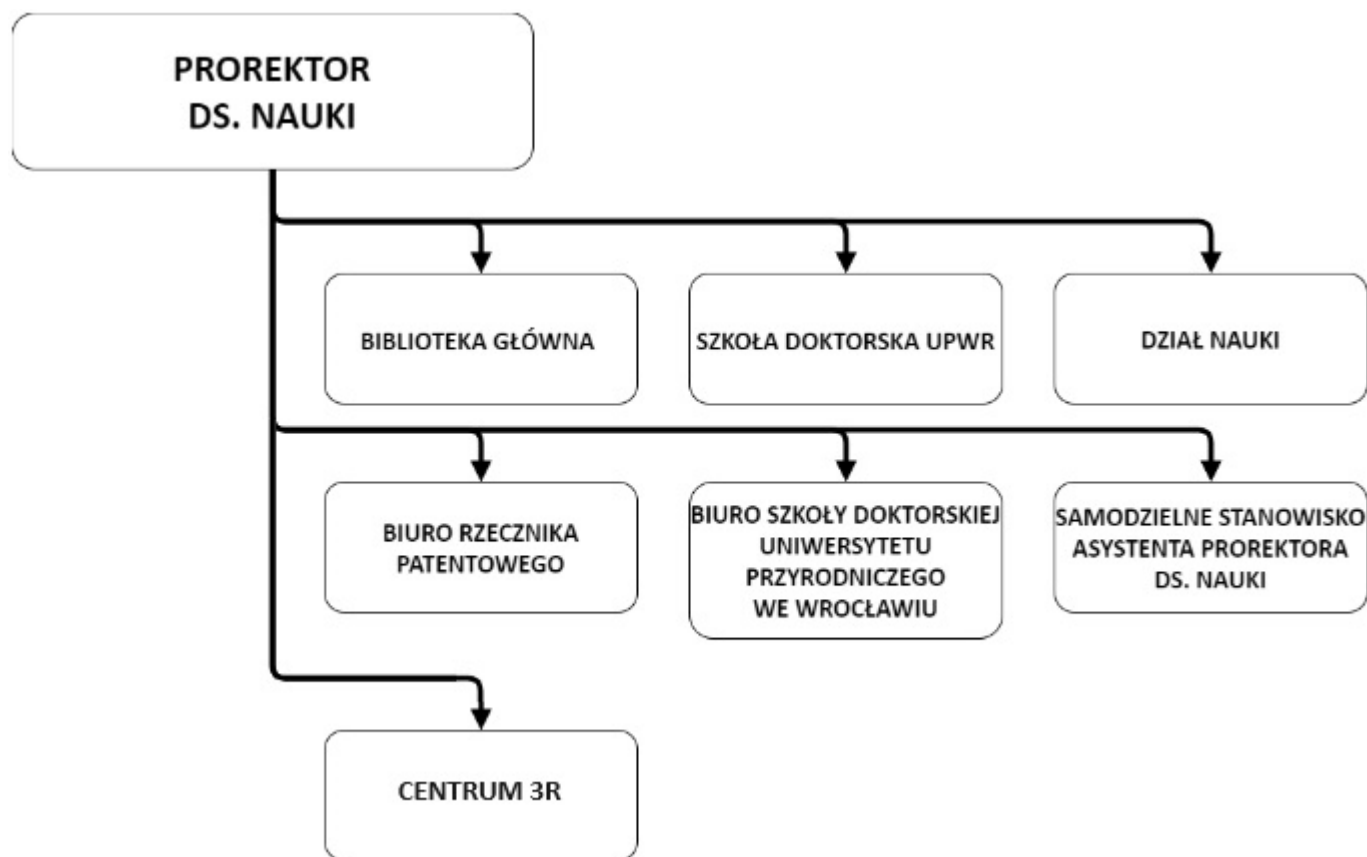 PROREKTOR
DS. NAUKI
BIBLIOTEKA GŁÓWNA
SZKOŁA DOKTORSKA UPWR
DZIAŁ NAUKI
BIURO RZECZNIKA
PATENTOWEGO
BIURO SZKOŁY DOKTORSKIEJ
UNIWERSYTETU
PRZYRODNICZEGO
WE WROCŁAWIU
SAMODZIELNE STANOWISKO
ASYSTENTA PROREKTORA
DS. NAUKI
CENTRUM 3R